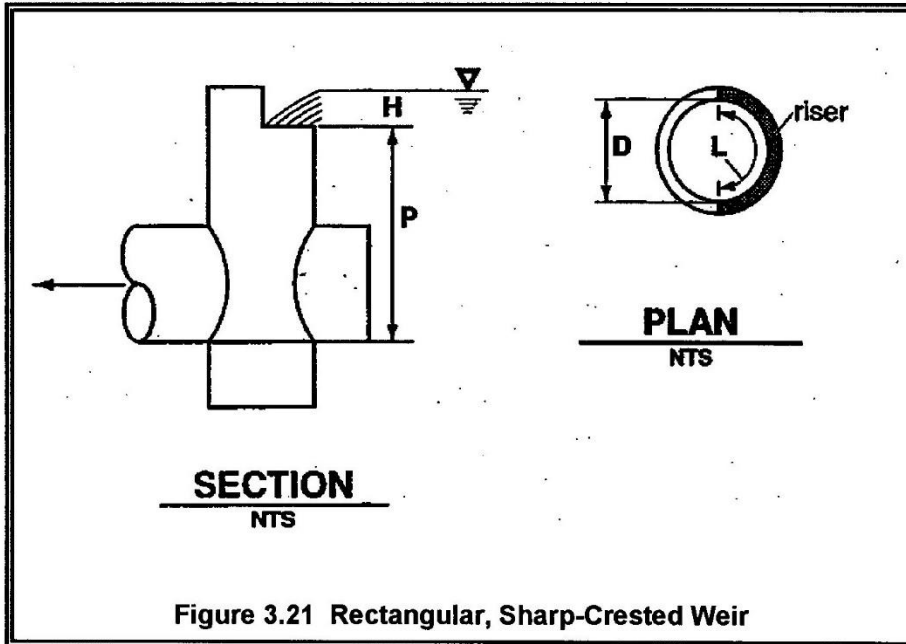 H
P
SECTION
NTS
D
L
riser
PLAN
NTS
Figure 3.21 Rectangular, Sharp-Crested Weir